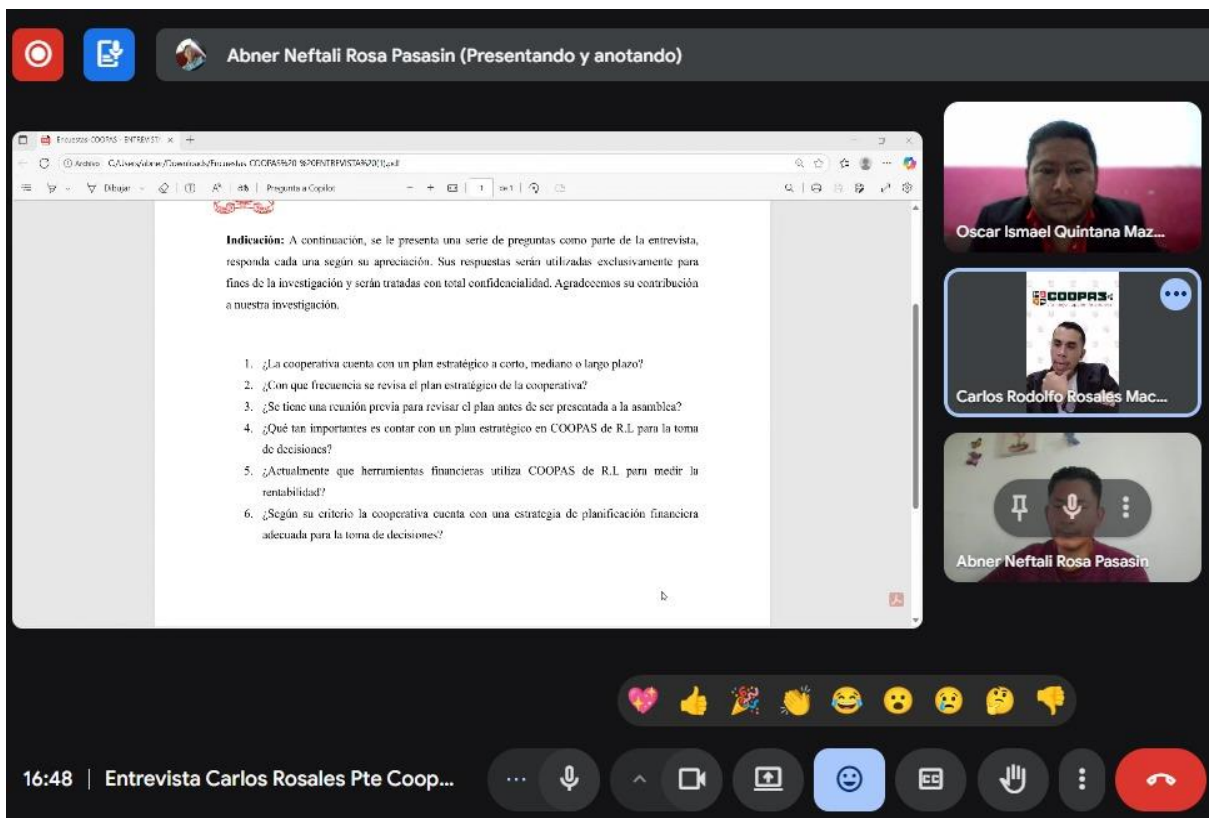 Abner Neftali Rosa Pasasin (Presentando y anotando)
Dibujar
Pregunta a Copilot
1
de 1
Indicación: A continuación, se le presenta una serie de preguntas como parte de la entrevista,
responda cada una según su apreciación. Sus respuestas serán utilizadas exclusivamente para
fines de la investigación y serán tratadas con total confidencialidad. Agradecemos su contribución
a nuestra investigación.
1. ¿La cooperativa cuenta con un plan estratégico a corto, mediano o largo plazo?
2. ¿Con que frecuencia se revisa el plan estratégico de la cooperativa?
3. ¿Se tiene una reunión previa para revisar el plan antes de ser presentada a la asamblea?
4. ¿Qué tan importantes es contar con un plan estratégico en COOPAS de R.L para la toma
de decisiones?
5. ¿Actualmente que herramientas financieras utiliza COOPAS de R.L para medir la
rentabilidad?
6. ¿Según su criterio la cooperativa cuenta con una estrategia de planificación financiera
adecuada para la toma de decisiones?
Oscar Ismael Quintana Maz...
COOPAS
Carlos Rodolfo Rosales Mac...
Abner Neftali Rosa Pasasin
16:48 | Entrevista Carlos Rosales Pte Coop...
CC